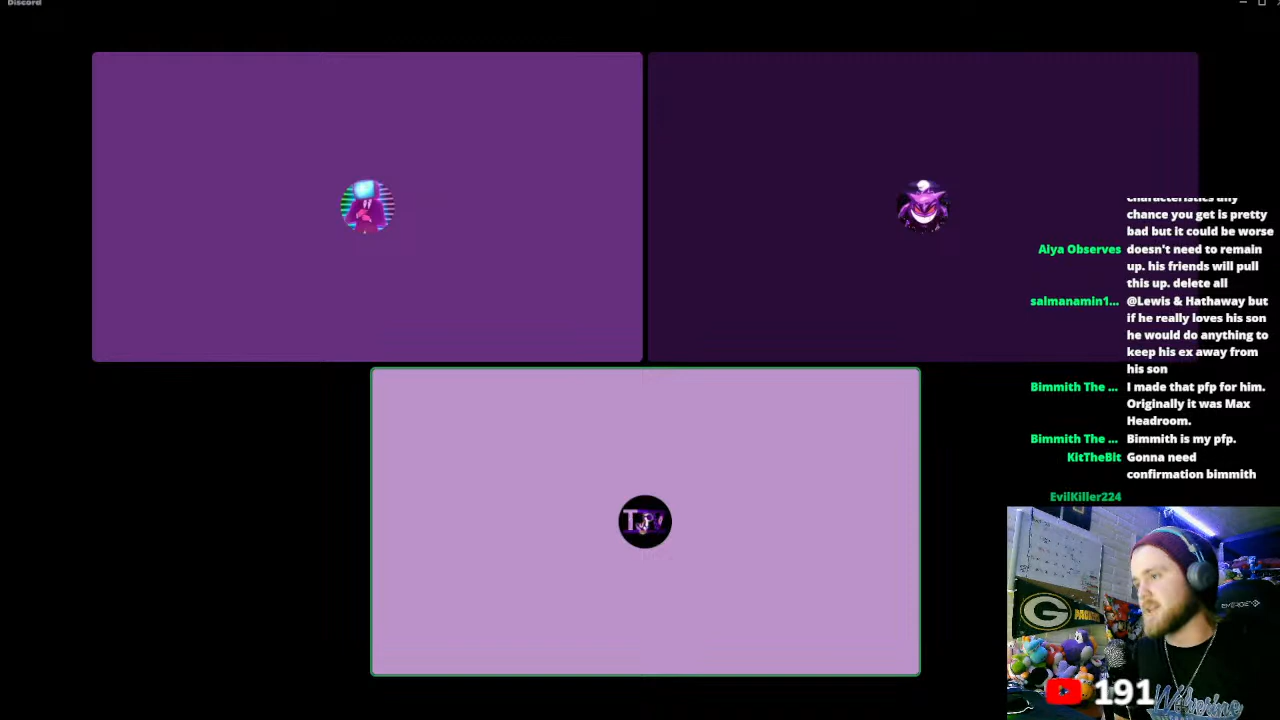 Discord
characteristics any
chance you get is pretty
bad but it could be worse
Alya Observes doesn't need to remain
up. his friends will pull
this up. delete all
salmanamin1... @Lewis & Hathaway but
if he really loves his son
he would do anything to
keep his ex away from
his son
Bimmith The ... I made that pfp for him.
Originally it was Max
Headroom.
Bimmith The ... Bimmith is my pfp.
KitTheBit Gonna need
confirmation bimmith
EvilKiller224
G
PACKERS
EMERGE
191
Wolverine